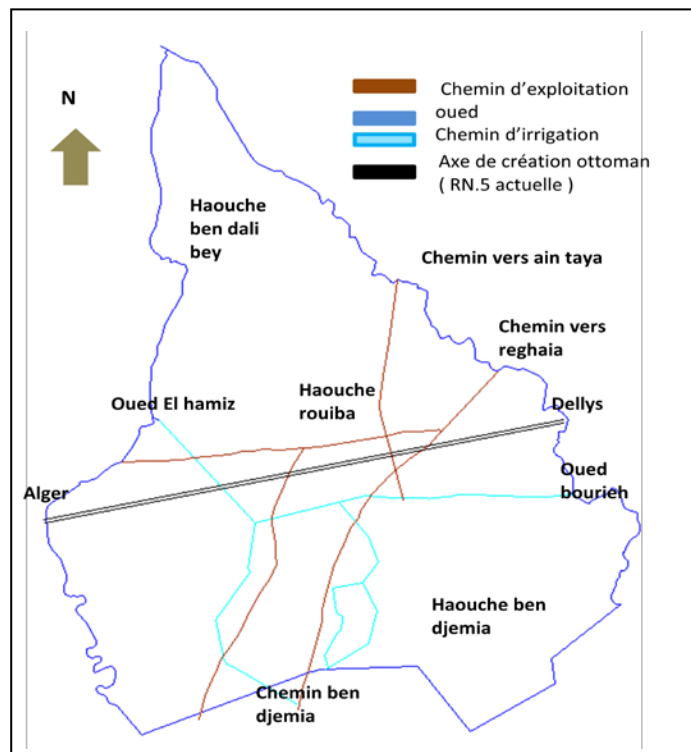 N
Chemin d'exploitation
oued
Chemin d'irrigation
Axe de création ottoman
( RN.5 actuelle )
Haouche
ben dali
bey
Chemin vers ain taya
Chemin vers
reghaia
Haouche
rouiba
Oued El hamiz
Dellys
Oued
bourieh
Alger
Haouche ben
djemia
Chemin ben
djemia